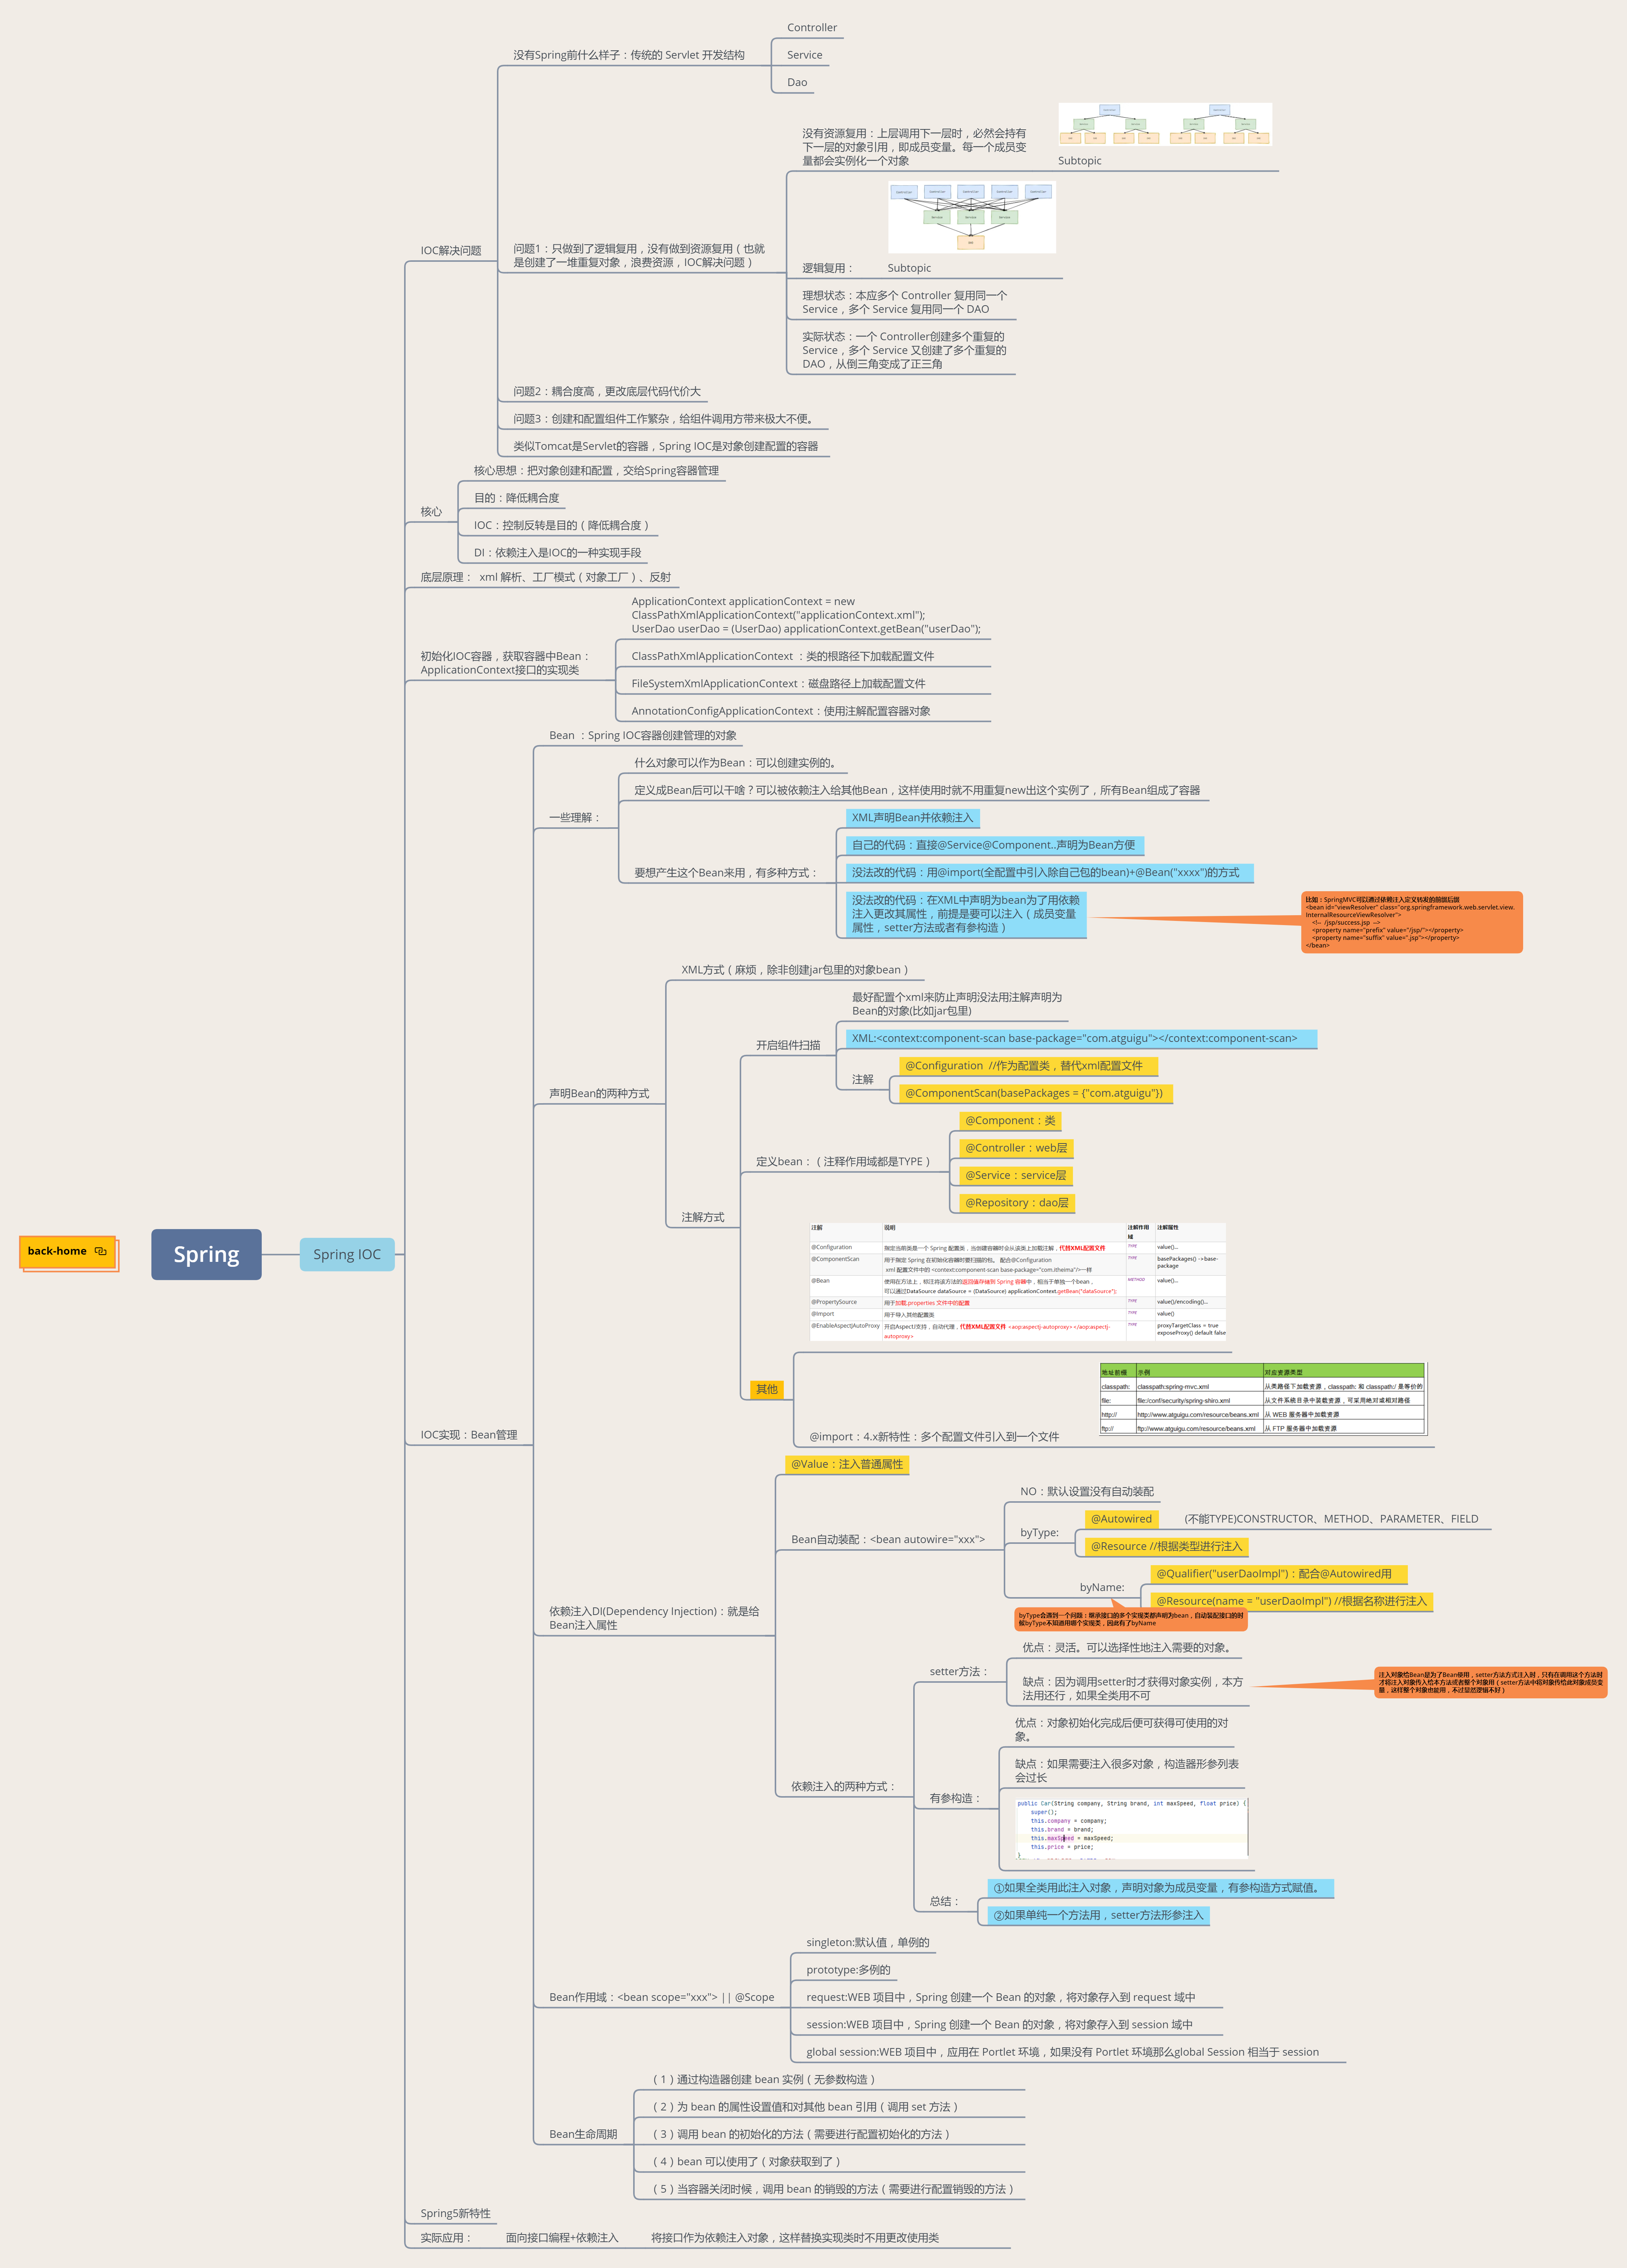 Controller
没有Spring前什么样子：传统的 Servlet 开发结构
Service
Dao
没有资源复用：上层调用下一层时，必然会持有
下一层的对象引用，即成员变量。每一个成员变
量都会实例化一个对象
Subtopic
Controller Controller Controller Controller Controller
Service Service Service
DAO
IOC解决问题
问题1：只做到了逻辑复用，没有做到资源复用（也就
是创建了一堆重复对象，浪费资源，IOC解决问题）
逻辑复用：
Subtopic
理想状态：本应多个 Controller 复用同一个
Service，多个 Service 复用同一个 DAO
实际状态：一个 Controller创建多个重复的
Service，多个 Service 又创建了多个重复的
DAO，从倒三角变成了正三角
问题2：耦合度高，更改底层代码代价大
问题3：创建和配置组件工作繁杂，给组件调用方带来极大不便。
类似Tomcat是Servlet的容器，Spring IOC是对象创建配置的容器
核心思想：把对象创建和配置，交给Spring容器管理
目的：降低耦合度
核心
IOC：控制反转是目的（降低耦合度）
DI：依赖注入是IOC的一种实现手段
底层原理： xml 解析、工厂模式（对象工厂）、反射
ApplicationContext applicationContext = new
ClassPathXmlApplicationContext("applicationContext.xml");
UserDao userDao = (UserDao) applicationContext.getBean("userDao");
初始化IOC容器，获取容器中Bean：
ApplicationContext接口的实现类
ClassPathXmlApplicationContext ：类的根路径下加载配置文件
FileSystemXmlApplicationContext：磁盘路径上加载配置文件
AnnotationConfigApplicationContext：使用注解配置容器对象
Bean ：Spring IOC容器创建管理的对象
什么对象可以作为Bean：可以创建实例的。
定义成Bean后可以干啥？可以被依赖注入给其他Bean，这样使用时就不用重复new出这个实例了，所有Bean组成了容器
一些理解：
XML声明Bean并依赖注入
自己的代码：直接@Service@Component..声明为Bean方便
要想产生这个Bean来用，有多种方式：
没法改的代码：用@import(全配置中引入除自己包的bean)+@Bean("xxxx")的方式
没法改的代码：在XML中声明为bean为了用依赖
注入更改其属性，前提是要可以注入（成员变量
属性，setter方法或者有参构造）
比如：SpringMVC可以通过依赖注入定义转发的前缀后缀
<bean id="viewResolver" class="org.springframework.web.servlet.view.
InternalResourceViewResolver">
<!-- /jsp/success.jsp -->
<property name="prefix" value="/jsp/"></property>
<property name="suffix" value=".jsp"></property>
</bean>
XML方式（麻烦，除非创建jar包里的对象bean）
最好配置个xml来防止声明没法用注解声明为
Bean的对象(比如jar包里)
开启组件扫描
XML:<context:component-scan base-package="com.atguigu"></context:component-scan>
注解
@Configuration //作为配置类，替代xml配置文件
@ComponentScan(basePackages = {"com.atguigu"})
声明Bean的两种方式
@Component：类
@Controller：web层
定义bean：（注释作用域都是TYPE）
@Service：service层
@Repository：dao层
注解方式
注解 说明 注解作用域 注解属性
@Configuration 指定当前类是一个 Spring 配置类，当创建容器时会从该类上加载注解，代替XML配置文件 TYPE value()...
@ComponentScan 用于指定 Spring 在初始化容器时要扫描的包。 配合@Configuration TYPE basePackages() ->base-package
xml 配置文件中的 <context:component-scan base-package="com.itheima"/>一样
@Bean 使用在方法上，标注将该方法的返回值存储到 Spring 容器中，相当于单独一个bean， METHOD value()...
可以通过DataSource dataSource = (DataSource) applicationContext.getBean("dataSource");
@PropertySource 用于加载.properties 文件中的配置 TYPE value()/encoding()...
@Import 用于导入其他配置类 TYPE value()
@EnableAspectJAutoProxy 开启AspectJ支持，自动代理，代替XML配置文件 <aop:aspectj-autoproxy></aop:aspectj-autoproxy> TYPE proxyTargetClass = true
exposeProxy() default false
back-home
Spring
Spring IOC
其他
地址前缀 示例 对应资源类型
classpath: classpath:spring-mvc.xml 从类路径下加载资源，classpath: 和 classpath:/ 是等价的
file: file:/conf/security/spring-shiro.xml 从文件系统目录中装载资源，可采用绝对或相对路径
http:// http://www.atguigu.com/resource/beans.xml 从 WEB 服务器中加载资源
ftp:// ftp://www.atguigu.com/resource/beans.xml 从 FTP 服务器中加载资源
@import：4.x新特性：多个配置文件引入到一个文件
IOC实现：Bean管理
@Value：注入普通属性
NO：默认设置没有自动装配
Bean自动装配：<bean autowire="xxx">
byType:
@Autowired
(不能TYPE)CONSTRUCTOR、METHOD、PARAMETER、FIELD
@Resource //根据类型进行注入
byName:
@Qualifier("userDaoImpl")：配合@Autowired用
@Resource(name = "userDaoImpl") //根据名称进行注入
byType会遇到一个问题：继承接口的多个实现类都声明为bean，自动装配接口的时
候byType不知道用哪个实现类，因此有了byName
依赖注入DI(Dependency Injection)：就是给
Bean注入属性
setter方法：
优点：灵活。可以选择性地注入需要的对象。
缺点：因为调用setter时才获得对象实例，本方
法用还行，如果全类用不可
注入对象给Bean是为了Bean使用，setter方法方式注入时，只有在调用这个方法时
才将注入对象传入给本方法或者整个对象用（setter方法中将对象传给此对象成员变
量，这样整个对象也能用，不过显然逻辑不好）
优点：对象初始化完成后便可获得可使用的对
象。
缺点：如果需要注入很多对象，构造器形参列表
会过长
依赖注入的两种方式：
有参构造：
public Car(String company, String brand, int maxSpeed, float price) {
super();
this.company = company;
this.brand = brand;
this.maxSpeed = maxSpeed;
this.price = price;
}
总结：
①如果全类用此注入对象，声明对象为成员变量，有参构造方式赋值。
②如果单纯一个方法用，setter方法形参注入
singleton:默认值，单例的
prototype:多例的
Bean作用域：<bean scope="xxx"> || @Scope
request:WEB 项目中，Spring 创建一个 Bean 的对象，将对象存入到 request 域中
session:WEB 项目中，Spring 创建一个 Bean 的对象，将对象存入到 session 域中
global session:WEB 项目中，应用在 Portlet 环境，如果没有 Portlet 环境那么global Session 相当于 session
（1）通过构造器创建 bean 实例（无参数构造）
（2）为 bean 的属性设置值和对其他 bean 引用（调用 set 方法）
Bean生命周期
（3）调用 bean 的初始化的方法（需要进行配置初始化的方法）
（4）bean 可以使用了（对象获取到了）
（5）当容器关闭时候，调用 bean 的销毁的方法（需要进行配置销毁的方法）
Spring5新特性
实际应用：
面向接口编程+依赖注入
将接口作为依赖注入对象，这样替换实现类时不用更改使用类